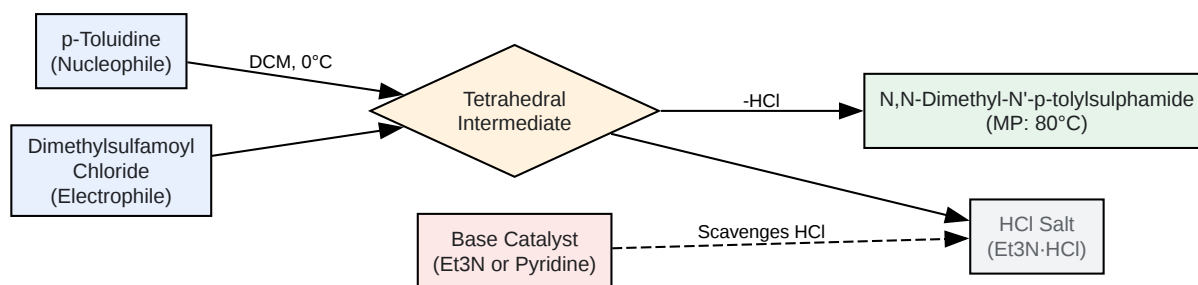 p-Toluidine
(Nucleophile)
DCM, 0°C
Dimethylsulfamoyl
Chloride
(Electrophile)
Tetrahedral
Intermediate
-HCl
N,N-Dimethyl-N'-p-tolylsulphamide
(MP: 80°C)
Base Catalyst
(Et3N or Pyridine)
Scavenges HCl
HCl Salt
(Et3N·HCl)